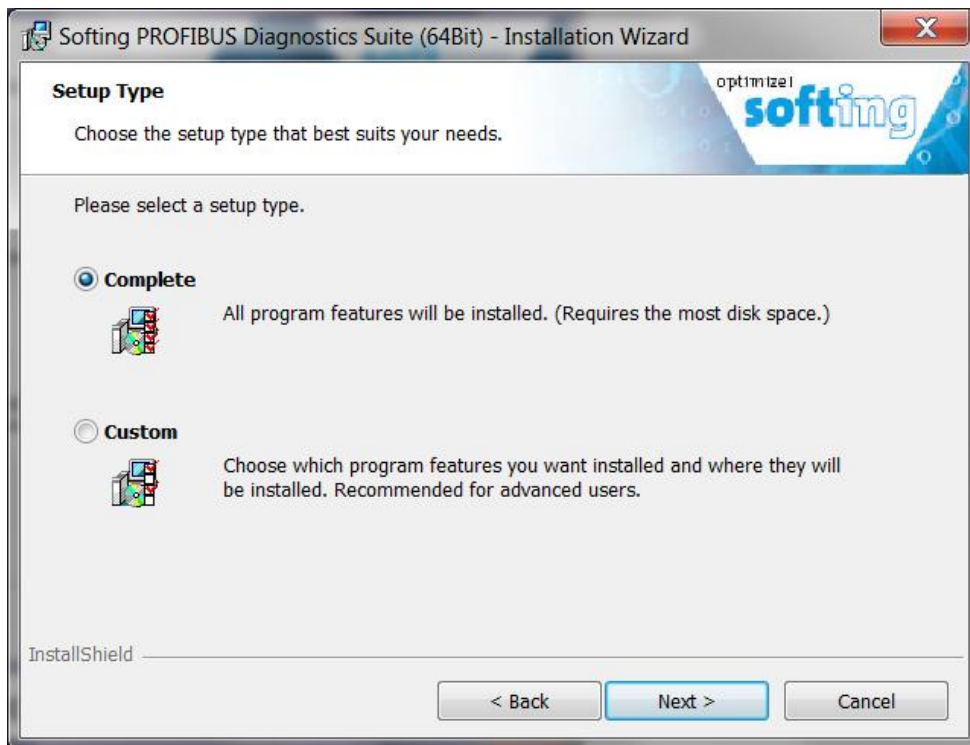 Softing PROFIBUS Diagnostics Suite (64Bit) - Installation Wizard
Setup Type
Choose the setup type that best suits your needs.
optimize!
softing
Please select a setup type.
Complete
All program features will be installed. (Requires the most disk space.)
Custom
Choose which program features you want installed and where they will
be installed. Recommended for advanced users.
InstallShield
< Back
Next >
Cancel